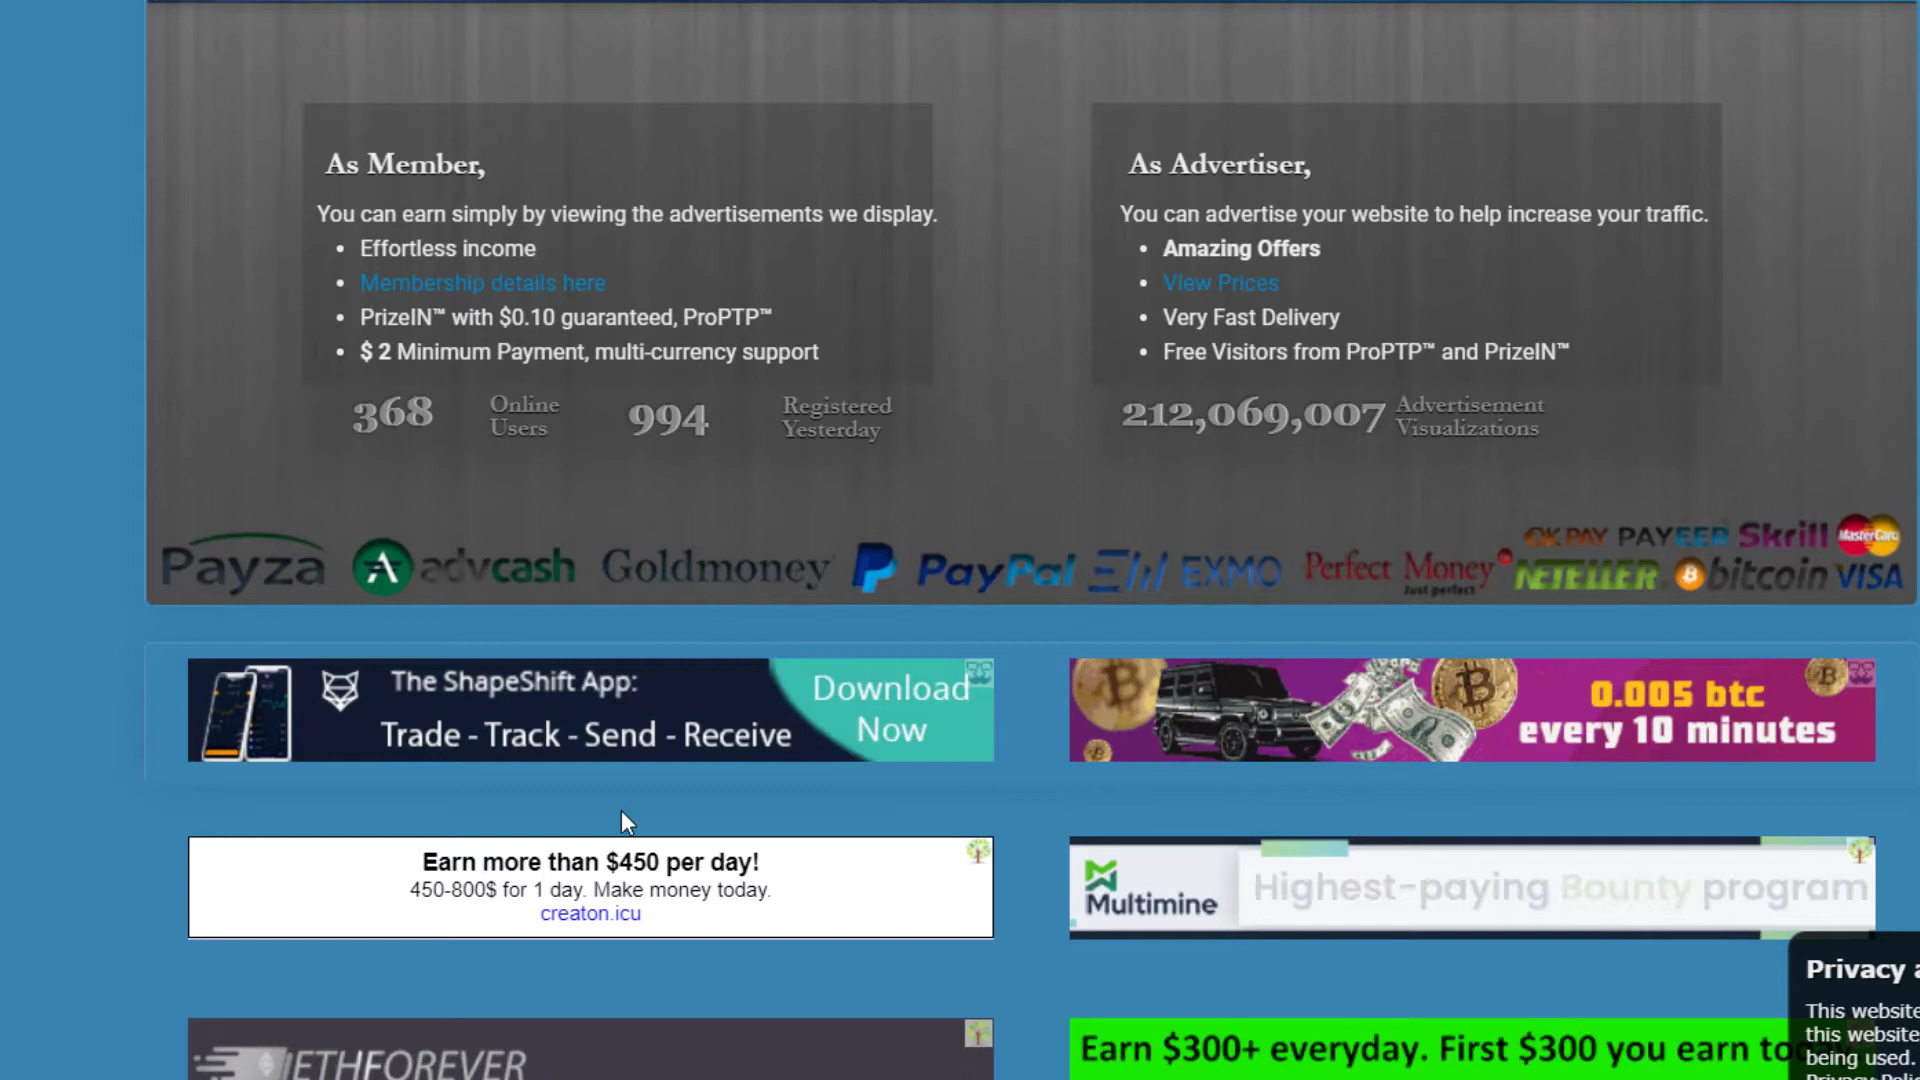 As Member,
You can earn simply by viewing the advertisements we display.
• Effortless income
• Membership details here
• PrizeIN™ with $0.10 guaranteed, ProPTP™
• $ 2 Minimum Payment, multi-currency support
368 Online Users 994 Registered Yesterday
As Advertiser,
You can advertise your website to help increase your traffic.
• Amazing Offers
• View Prices
• Very Fast Delivery
• Free Visitors from ProPTP™ and PrizeIN™
212,069,007 Advertisement Visualizations
Payza advcash Goldmoney PayPal EXMO Perfect Money Just perfect
OKPAY PAYEER Skrill MasterCard
NETELLER bitcoin VISA
The ShapeShift App:
Trade - Track - Send - Receive
Download
Now
0.005 btc
every 10 minutes
Earn more than $450 per day!
450-800$ for 1 day. Make money today.
creaton.icu
Multimine
Highest-paying Bounty program
ETHFOREVER
Earn $300+ everyday. First $300 you earn
Privacy
This website
this website
being used.